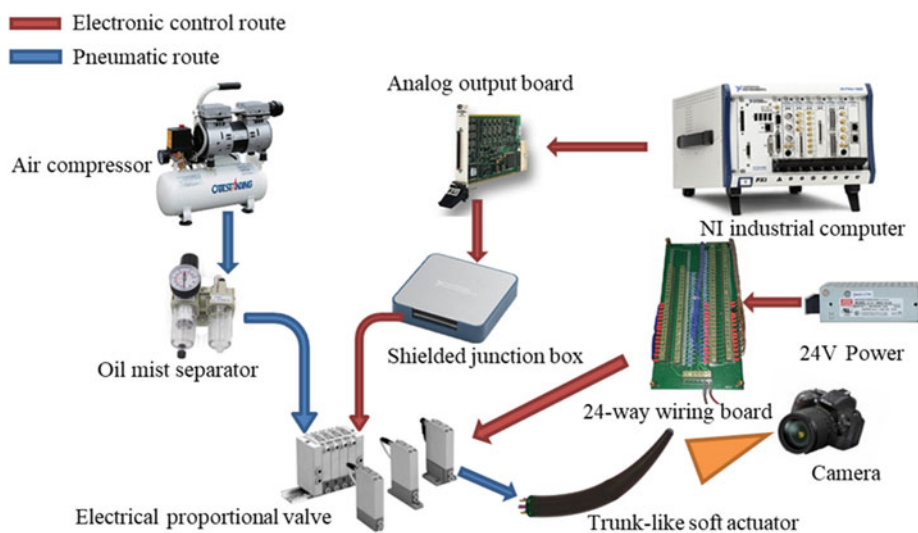 Electronic control route
Pneumatic route
Analog output board
Air compressor
NI industrial computer
Oil mist separator
Shielded junction box
24V Power
24-way wiring board
Camera
Electrical proportional valve
Trunk-like soft actuator